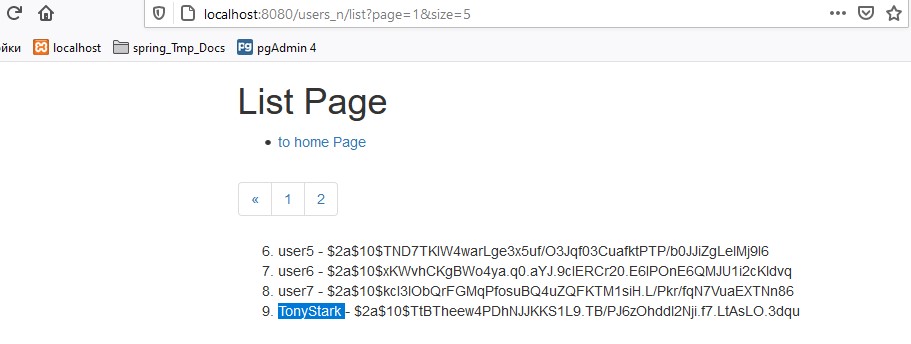 localhost:8080/users_n/list?page=1&size=5
ойки localhost spring_Tmp_Docs pgAdmin 4
List Page
to home Page
« 1 2
6. user5 - $2a$10$TND7TKlW4warLge3x5uf/O3Jqf03CuafktPTP/b0JJiZgLelMj9l6
7. user6 - $2a$10$xKWvhCKgBWo4ya.q0.aYJ.9clERCr20.E6lPOnE6QMJU1i2cKldvq
8. user7 - $2a$10$kcl3lObQrFGMqPfosuBQ4uZQFKTM1siH.L/Pkr/fqN7VuaEXTNn86
9. TonyStark - $2a$10$TtBTheew4PDhNJJKKS1L9.TB/PJ6zOhddl2Nji.f7.LtAsLO.3dqu